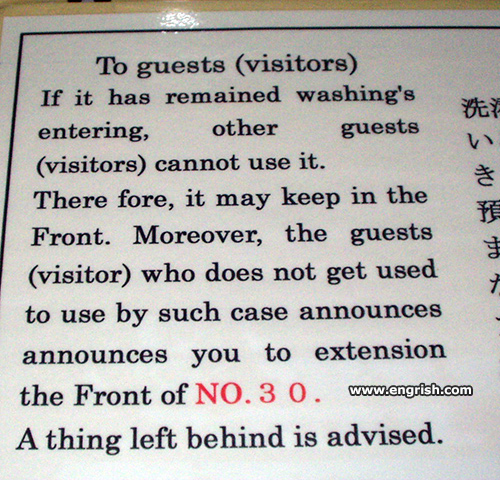 To guests (visitors)
If it has remained washing's
entering, other guests
(visitors) cannot use it.
There fore, it may keep in the
Front. Moreover, the guests
(visitor) who does not get used
to use by such case announces
announces you to extension
the Front of NO.３０.
A thing left behind is advised.
www.engrish.com
洗濯
い
き
預
ま